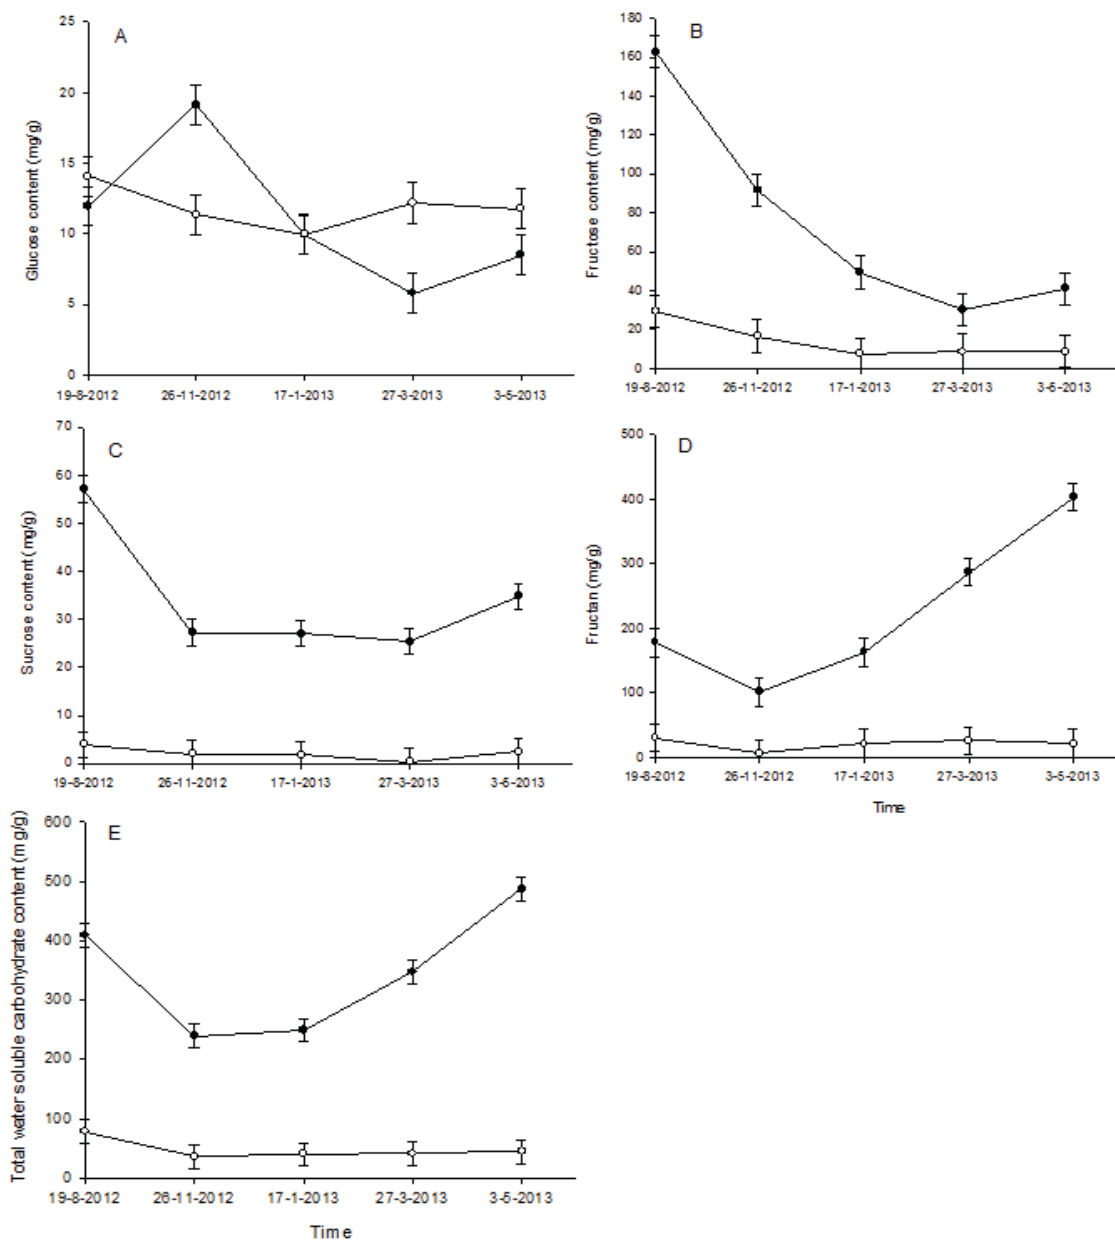 A
25
20
15
10
5
0
Glucose content (mg/g)
19-8-2012 26-11-2012 17-1-2013 27-3-2013 3-5-2013
B
180
160
140
120
100
80
60
40
20
0
Fructose content (mg/g)
19-8-2012 26-11-2012 17-1-2013 27-3-2013 3-5-2013
C
70
60
50
40
30
20
10
0
Sucrose content (mg/g)
19-8-2012 26-11-2012 17-1-2013 27-3-2013 3-5-2013
D
500
400
300
200
100
0
Fructan (mg/g)
19-8-2012 26-11-2012 17-1-2013 27-3-2013 3-5-2013
Time
E
600
500
400
300
200
100
0
Total water soluble carbohydrate content (mg/g)
19-8-2012 26-11-2012 17-1-2013 27-3-2013 3-5-2013
Time